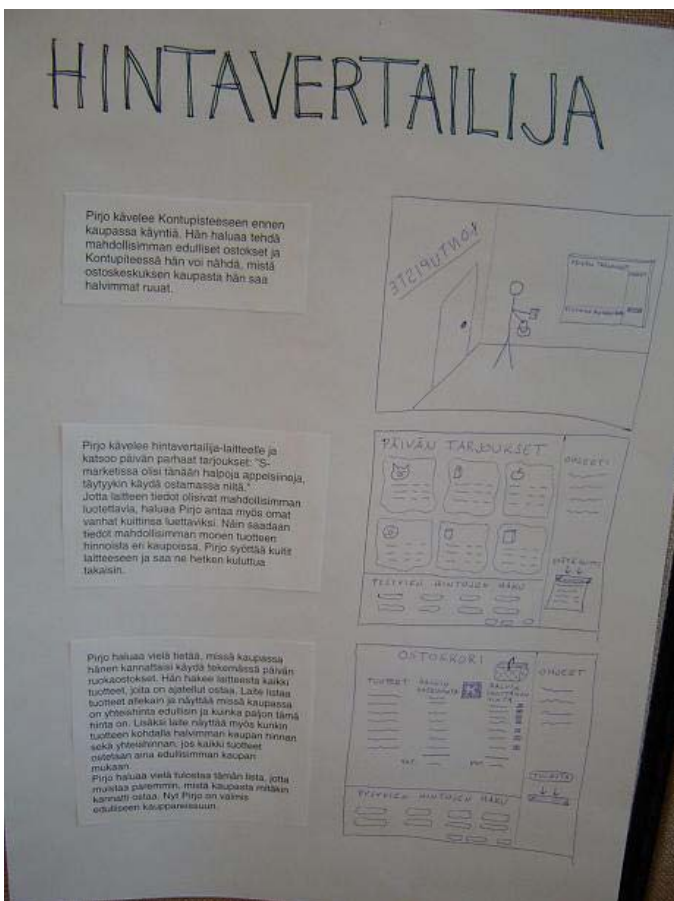 HINTAVERTAILIJA
Pirjo kävelee Kontupisteeseen ennen
kaupassa käyntiä. Hän haluaa tehdä
mahdollisimman edulliset ostokset ja
Kontupiteessä hän voi nähdä, mistä
ostoskeskuksen kaupasta hän saa
halvimmat ruuat.
KONTUPISTE
PÄIVÄN TARJOUKSET
Pirjo kävelee hintavertailija-laitteelle ja
katsoo päivän parhaat tarjoukset: "S-
marketissa olisi tänään halpoja appelsiineja,
täytyykin käydä ostamassa niitä."
Jotta laitteen tiedot olisivat mahdollisimman
luotettavia, haluaa Pirjo antaa myös omat
vanhat kuittinsa luettaviksi. Näin saadaan
tiedot mahdollisimman monen tuotteen
hinnoista eri kaupoissa. Pirjo syöttää kuitit
laitteeseen ja saa ne hetken kuluttua
takaisin.
PÄIVÄN TARJOUKSET
OHJEET:
HINTOJEN HAKU
Pirjo haluaa vielä tietää, missä kaupassa
hänen kannattaisi käydä tekemässä päivän
ruokaostokset. Hän hakee laitteesta kaikki
tuotteet, joita on ajatellut ostaa. Laite listaa
tuotteet allekain ja näyttää missä kaupassa
on yhteishinta edullisin ja kuinka paljon tämä
hinta on. Lisäksi laite näyttää myös kunkin
tuotteen kohdalla halvimman kaupan hinnan
sekä yhteishinnan, jos kaikki tuotteet
ostetaan aina edullisimman kaupan
mukaan.
Pirjo haluaa vielä tulostaa tämän lista, jotta
muistaa paremmin, mistä kaupasta mitäkin
kannatti ostaa. Nyt Pirjo on valmis
edulliseen kauppareissuun.
OSTOSKORI
OHJEET
TUOTTEET
HINTA
TULOSTA
HINTOJEN HAKU